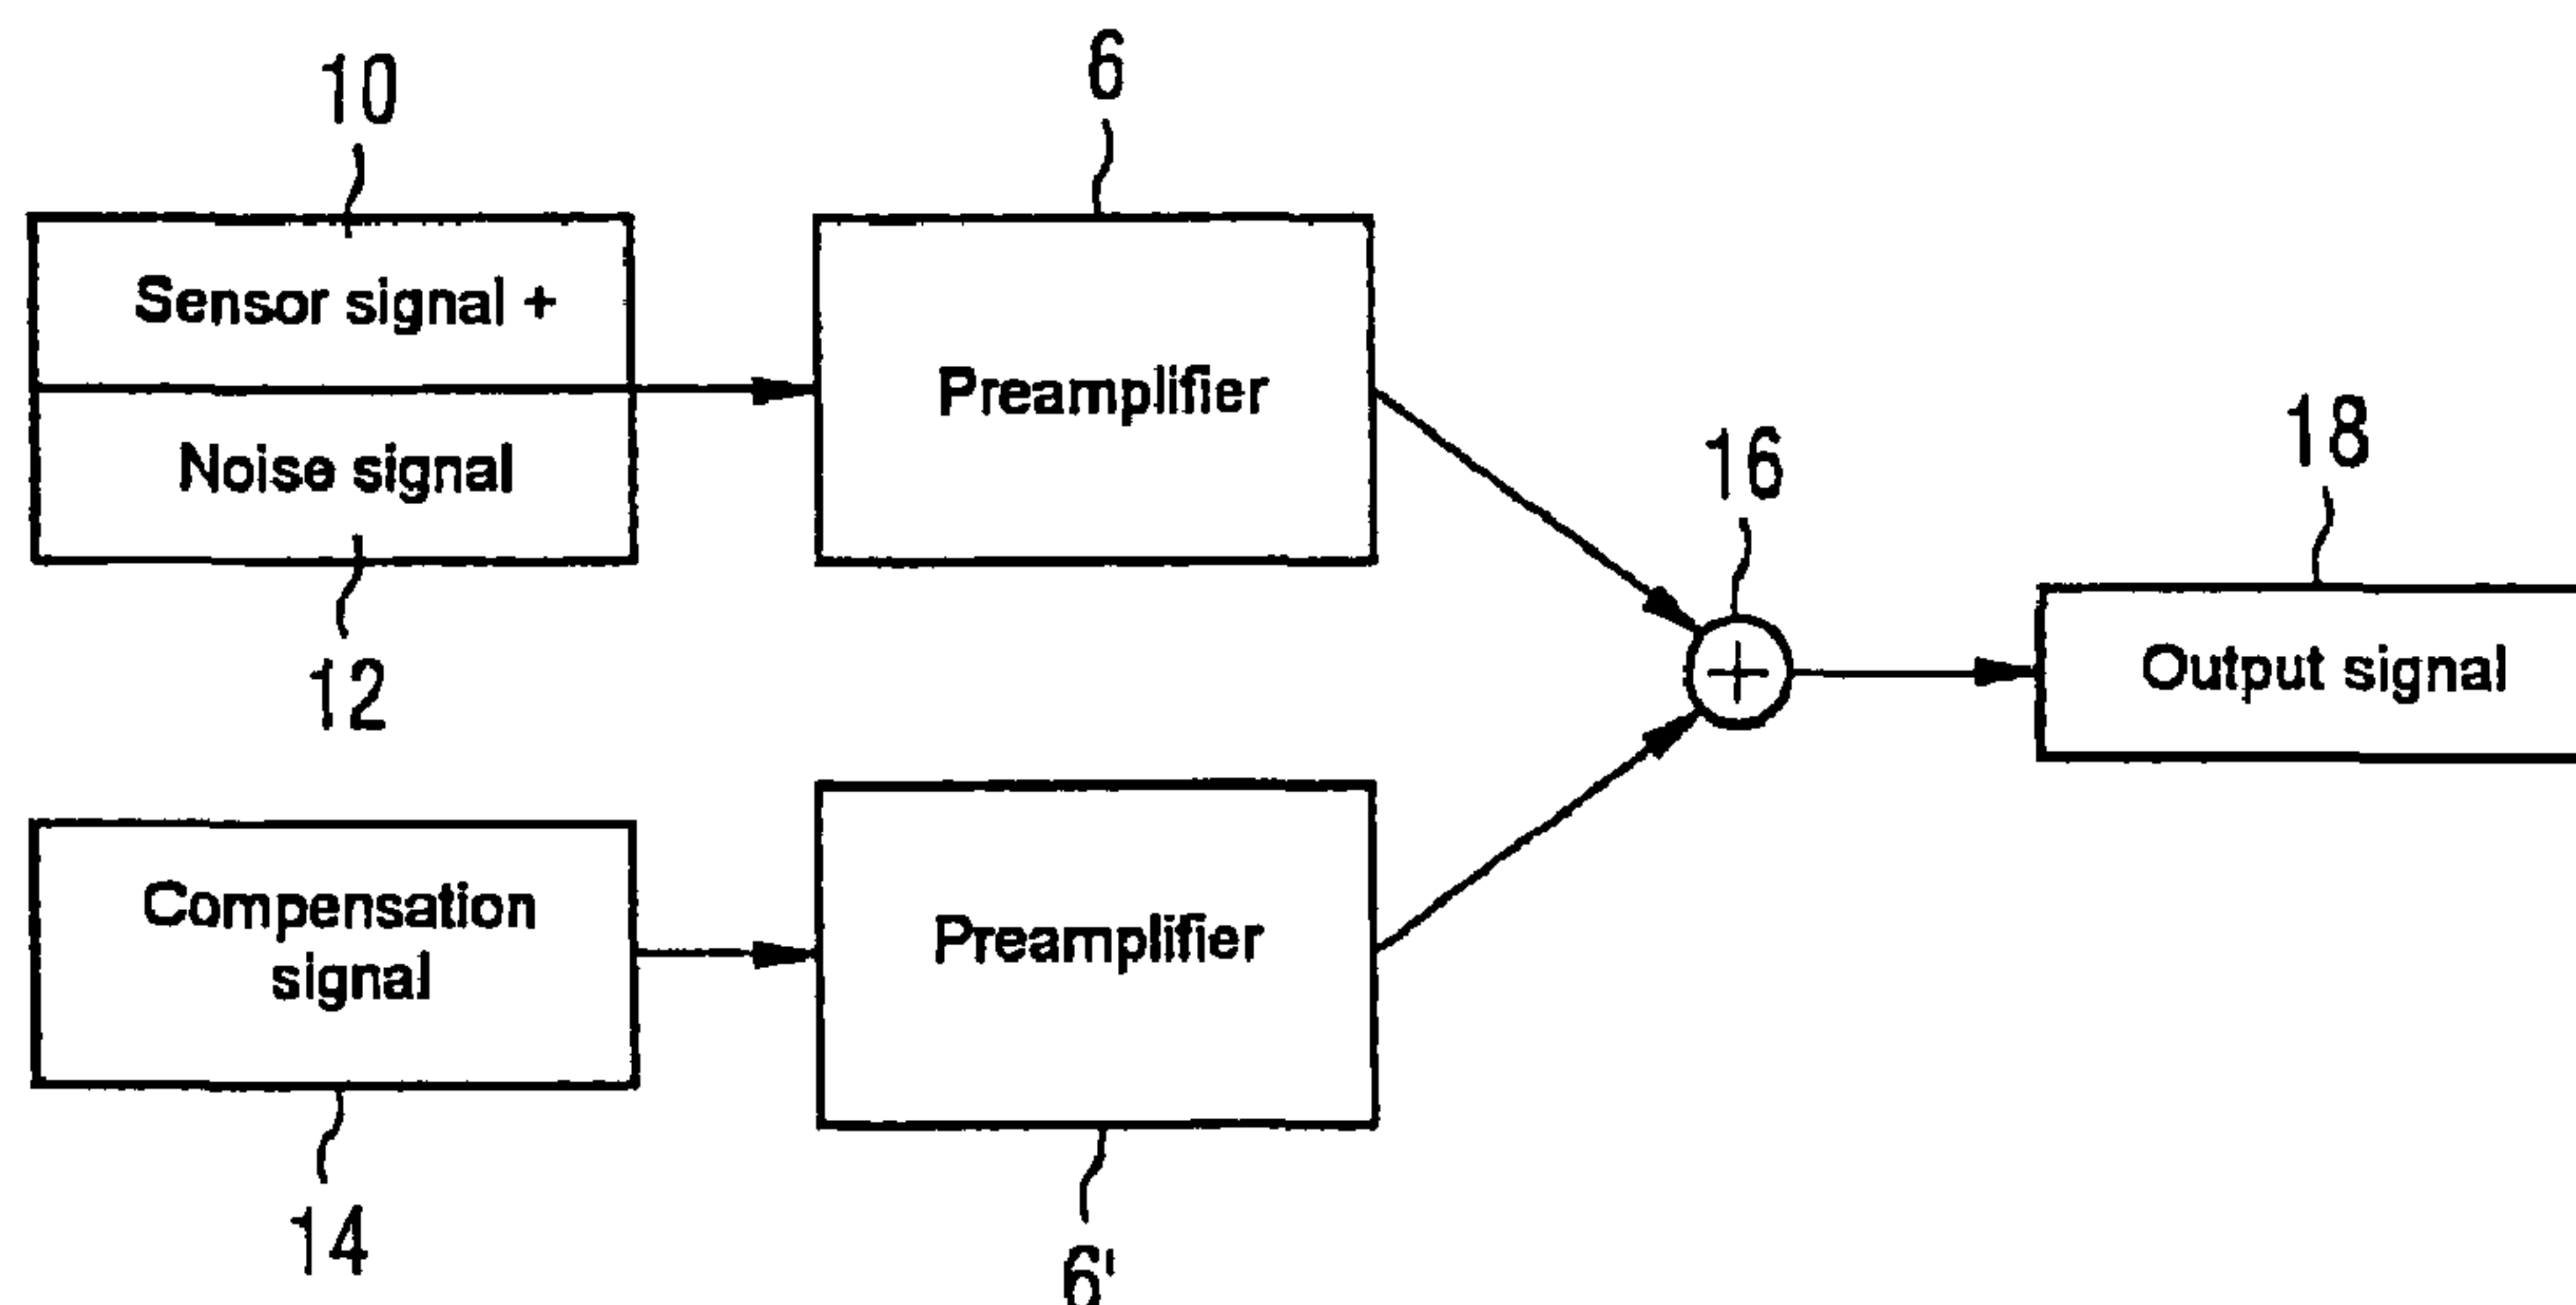 10
6
Sensor signal +
Noise signal
Preamplifier
12
16
18
+
Output signal
Compensation
signal
Preamplifier
14
6'